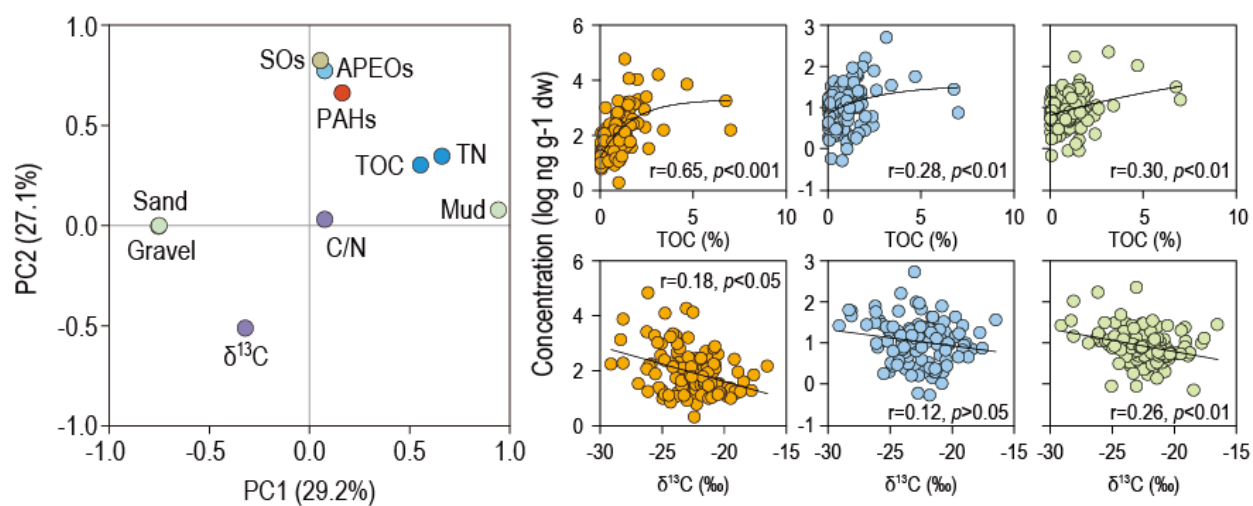 1.0
0.5
0.0
-0.5
-1.0
PC2 (27.1%)
-1.0
-0.5
0.0
0.5
1.0
PC1 (29.2%)
SOs
APEOs
PAHs
TOC
TN
Sand
Gravel
Mud
C/N
δ¹³C
Concentration (log ng g-1 dw)
6
4
2
0
r=0.65, p<0.001
0
5
10
TOC (%)
3
2
1
0
-1
r=0.28, p<0.01
0
5
10
TOC (%)
3
2
1
0
-1
r=0.30, p<0.01
0
5
10
TOC (%)
6
4
2
0
r=0.18, p<0.05
-30
-25
-20
-15
δ¹³C (‰)
3
2
1
0
-1
r=0.12, p>0.05
-30
-25
-20
-15
δ¹³C (‰)
3
2
1
0
-1
r=0.26, p<0.01
-30
-25
-20
-15
δ¹³C (‰)